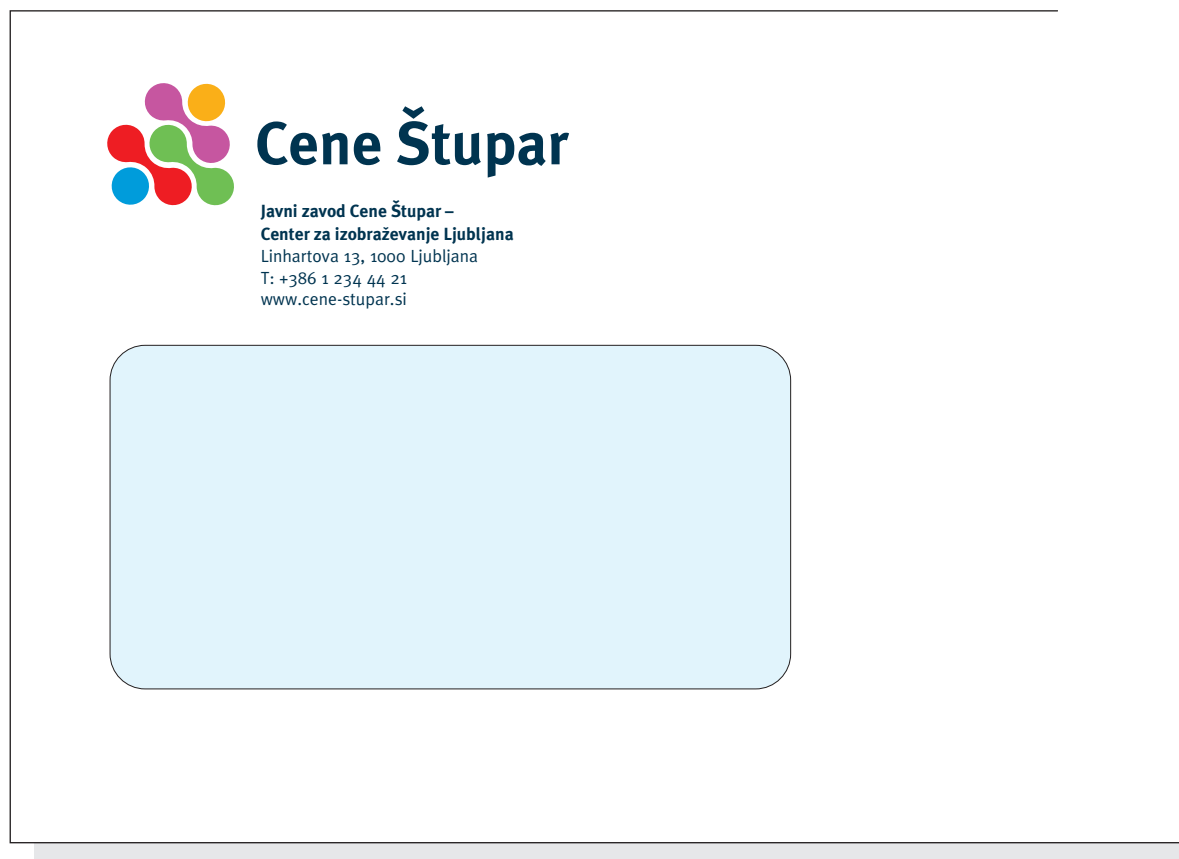 Cene Štupar
Javni zavod Cene Štupar –
Center za izobraževanje Ljubljana
Linhartova 13, 1000 Ljubljana
T: +386 1 234 44 21
www.cene-stupar.si